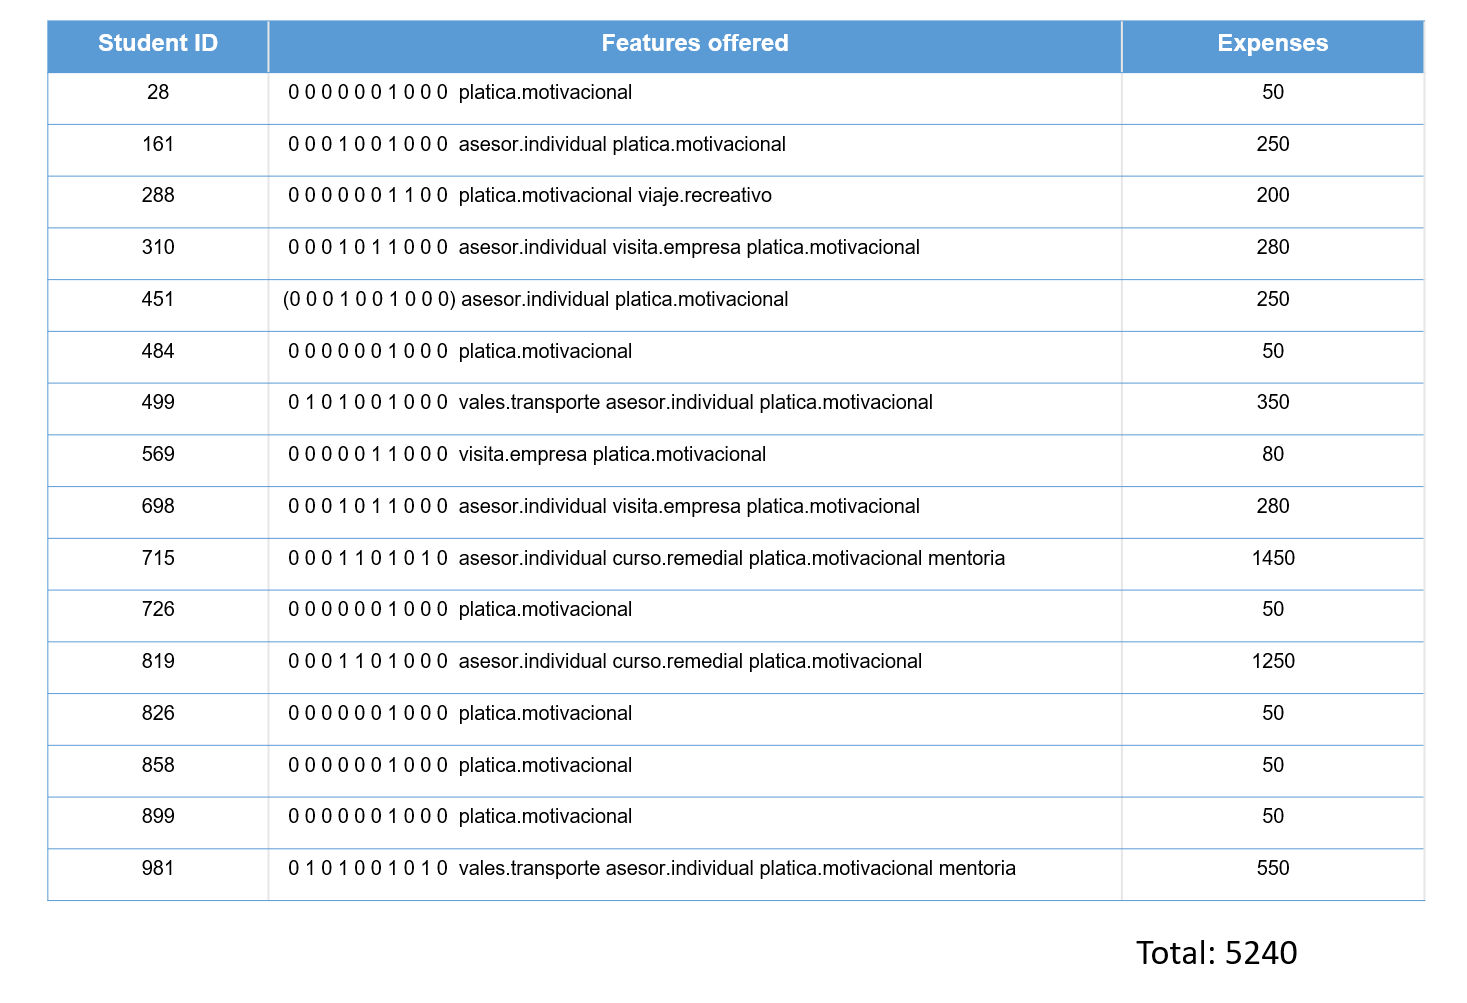 Student ID Features offered Expenses
28 0 0 0 0 0 0 1 0 0 0 platica.motivacional 50
161 0 0 0 1 0 0 1 0 0 0 asesor.individual platica.motivacional 250
288 0 0 0 0 0 0 1 1 0 0 platica.motivacional viaje.recreativo 200
310 0 0 0 1 0 1 1 0 0 0 asesor.individual visita.empresa platica.motivacional 280
451 (0 0 0 1 0 0 1 0 0 0) asesor.individual platica.motivacional 250
484 0 0 0 0 0 0 1 0 0 0 platica.motivacional 50
499 0 1 0 1 0 0 1 0 0 0 vales.transporte asesor.individual platica.motivacional 350
569 0 0 0 0 0 1 1 0 0 0 visita.empresa platica.motivacional 80
698 0 0 0 1 0 1 1 0 0 0 asesor.individual visita.empresa platica.motivacional 280
715 0 0 0 1 1 0 1 0 1 0 asesor.individual curso.remedial platica.motivacional mentoria 1450
726 0 0 0 0 0 0 1 0 0 0 platica.motivacional 50
819 0 0 0 1 1 0 1 0 0 0 asesor.individual curso.remedial platica.motivacional 1250
826 0 0 0 0 0 0 1 0 0 0 platica.motivacional 50
858 0 0 0 0 0 0 1 0 0 0 platica.motivacional 50
899 0 0 0 0 0 0 1 0 0 0 platica.motivacional 50
981 0 1 0 1 0 0 1 0 1 0 vales.transporte asesor.individual platica.motivacional mentoria 550
Total: 5240